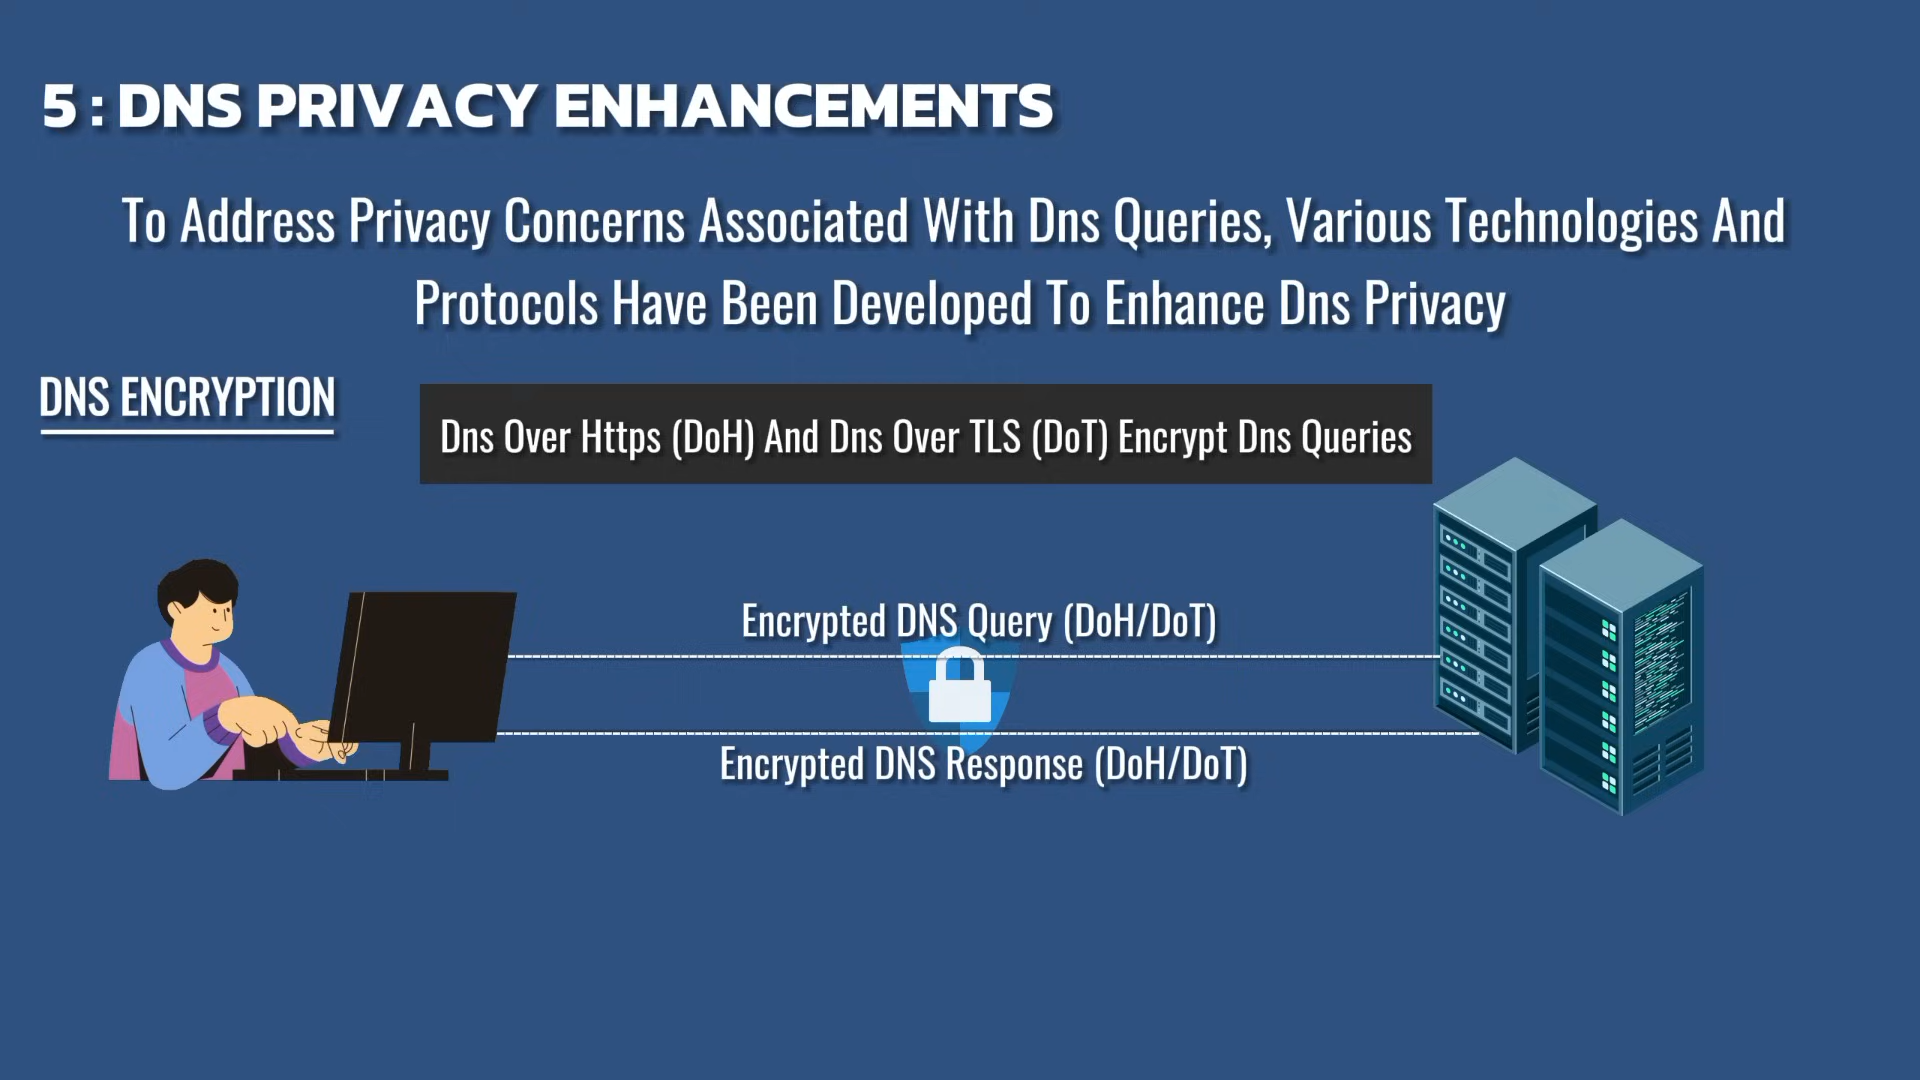 5 : DNS PRIVACY ENHANCEMENTS
To Address Privacy Concerns Associated With Dns Queries, Various Technologies And
Protocols Have Been Developed To Enhance Dns Privacy
DNS ENCRYPTION
Dns Over Https (DoH) And Dns Over TLS (DoT) Encrypt Dns Queries
Encrypted DNS Query (DoH/DoT)
Encrypted DNS Response (DoH/DoT)